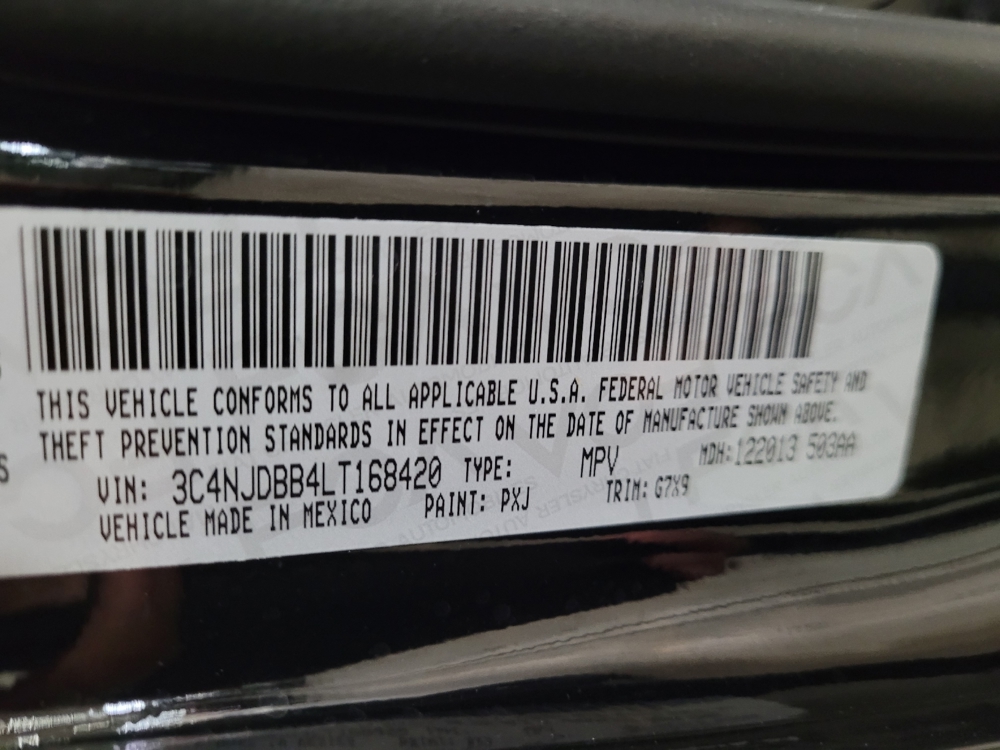 THIS VEHICLE CONFORMS TO ALL APPLICABLE U.S.A. FEDERAL MOTOR VEHICLE SAFETY AND
THEFT PREVENTION STANDARDS IN EFFECT ON THE DATE OF MANUFACTURE SHOWN ABOVE.
VIN: 3C4NJDBB4LT168420 TYPE: MPV MDH:122013 503AA
VEHICLE MADE IN MEXICO PAINT: PXJ TRIM: G7X9